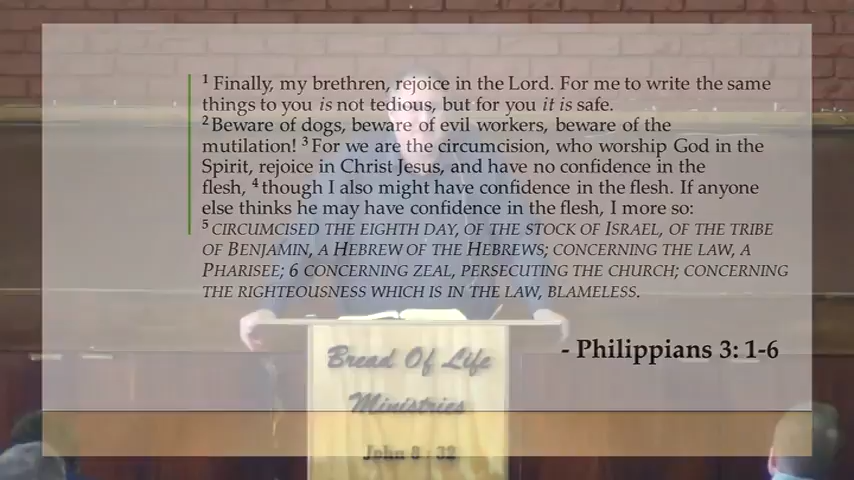 1 Finally, my brethren, rejoice in the Lord. For me to write the same
things to you is not tedious, but for you it is safe.
2 Beware of dogs, beware of evil workers, beware of the
mutilation! 3 For we are the circumcision, who worship God in the
Spirit, rejoice in Christ Jesus, and have no confidence in the
flesh, 4 though I also might have confidence in the flesh. If anyone
else thinks he may have confidence in the flesh, I more so:
5 CIRCUMCISED THE EIGHTH DAY, OF THE STOCK OF ISRAEL, OF THE TRIBE
OF BENJAMIN, A HEBREW OF THE HEBREWS; CONCERNING THE LAW, A
PHARISEE; 6 CONCERNING ZEAL, PERSECUTING THE CHURCH; CONCERNING
THE RIGHTEOUSNESS WHICH IS IN THE LAW, BLAMELESS.
- Philippians 3: 1-6
Bread Of Life
Ministries
John 8 : 32